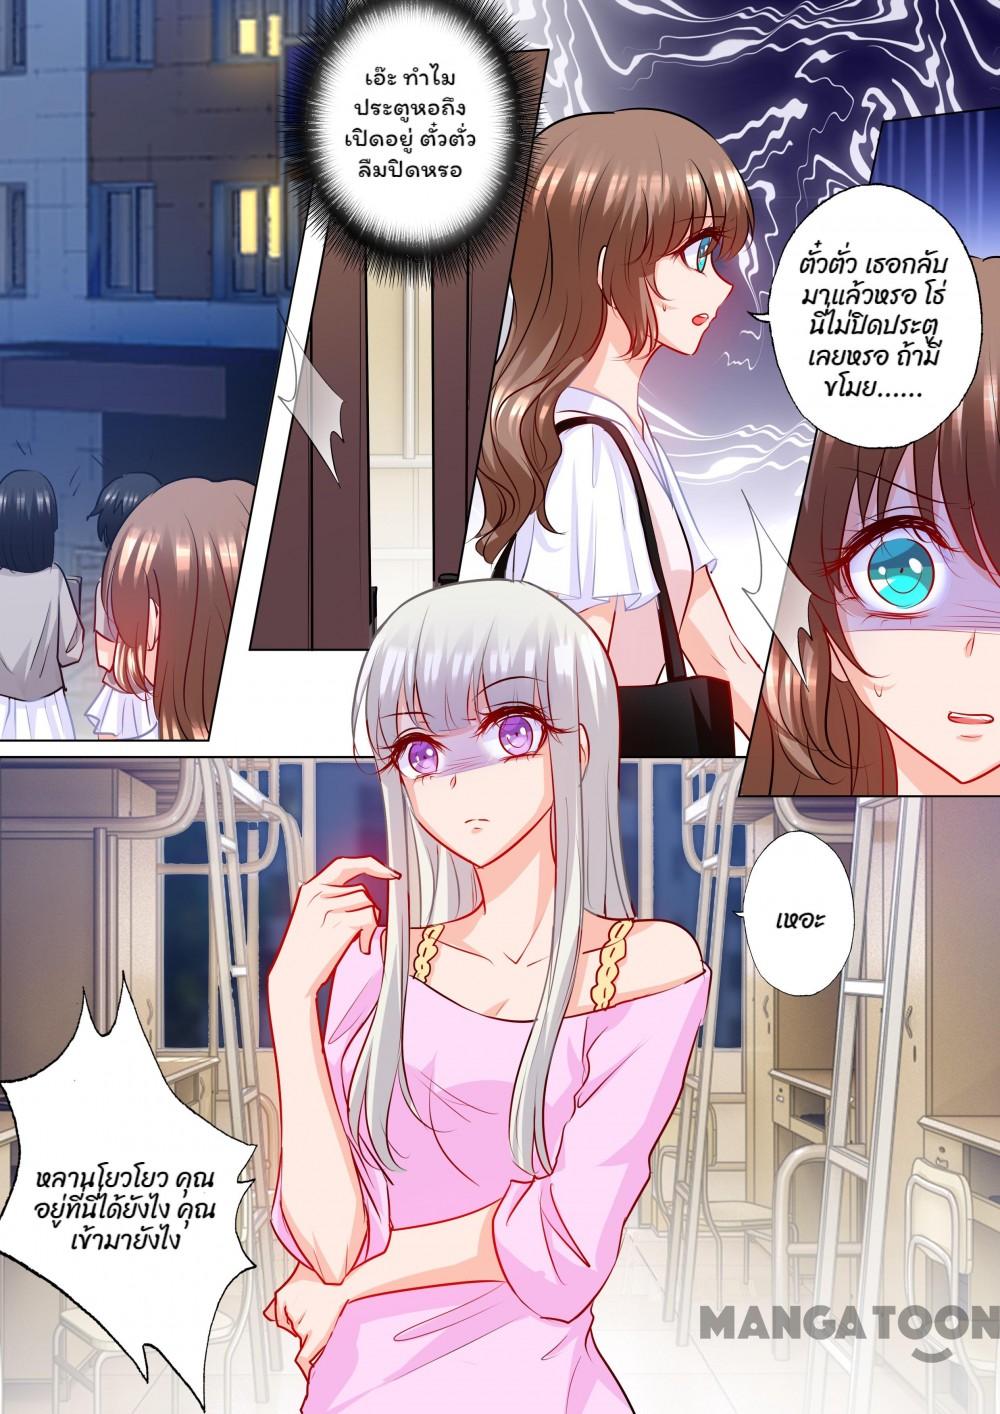 เอ๊ะ ทำไม
ประตูหอถึง
เปิดอยู่ ตั๋วตั่ว
ลืมปิดหรอ
ตั๋วตั่ว เธอกลับ
มาแล้วหรอ โธ่
นี่ไม่ปิดประตู
เลยหรอ ถ้ามี
ขโมย......
เหอะ
หลานโยวโยว คุณ
อยู่ที่นี่ได้ยังไง คุณ
เข้ามายังไง
MANGATOON